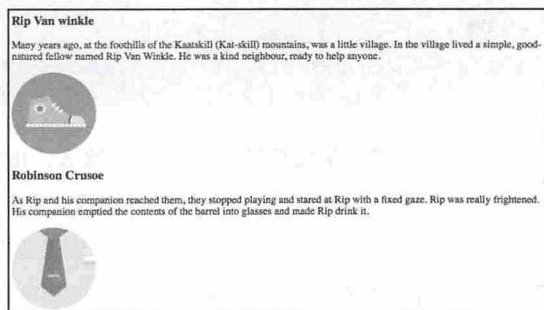 Rip Van winkle
Many years ago, at the foothills of the Kaatskill (Kat-skill) mountains, was a little village. In the village lived a simple, good-
natured fellow named Rip Van Winkle. He was a kind neighbour, ready to help anyone.
Robinson Crusoe
As Rip and his companion reached them, they stopped playing and stared at Rip with a fixed gaze. Rip was really frightened.
His companion emptied the contents of the barrel into glasses and made Rip drink it.